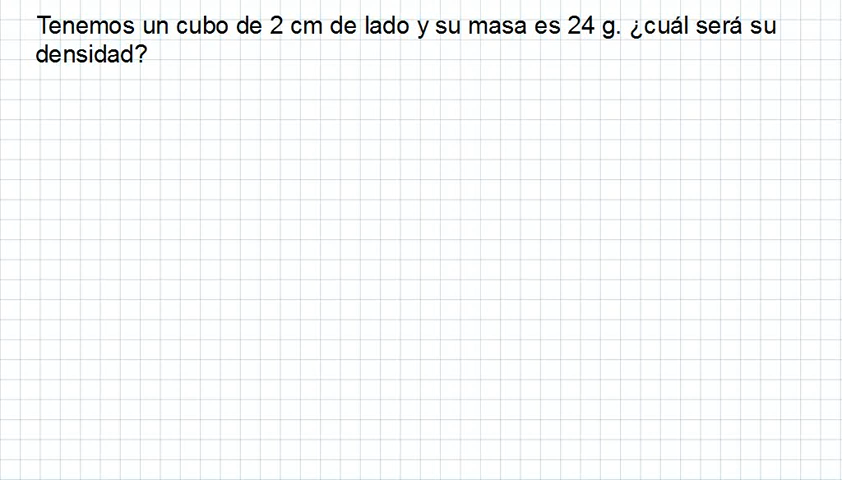 Tenemos un cubo de 2 cm de lado y su masa es 24 g. ¿cuál será su
densidad?